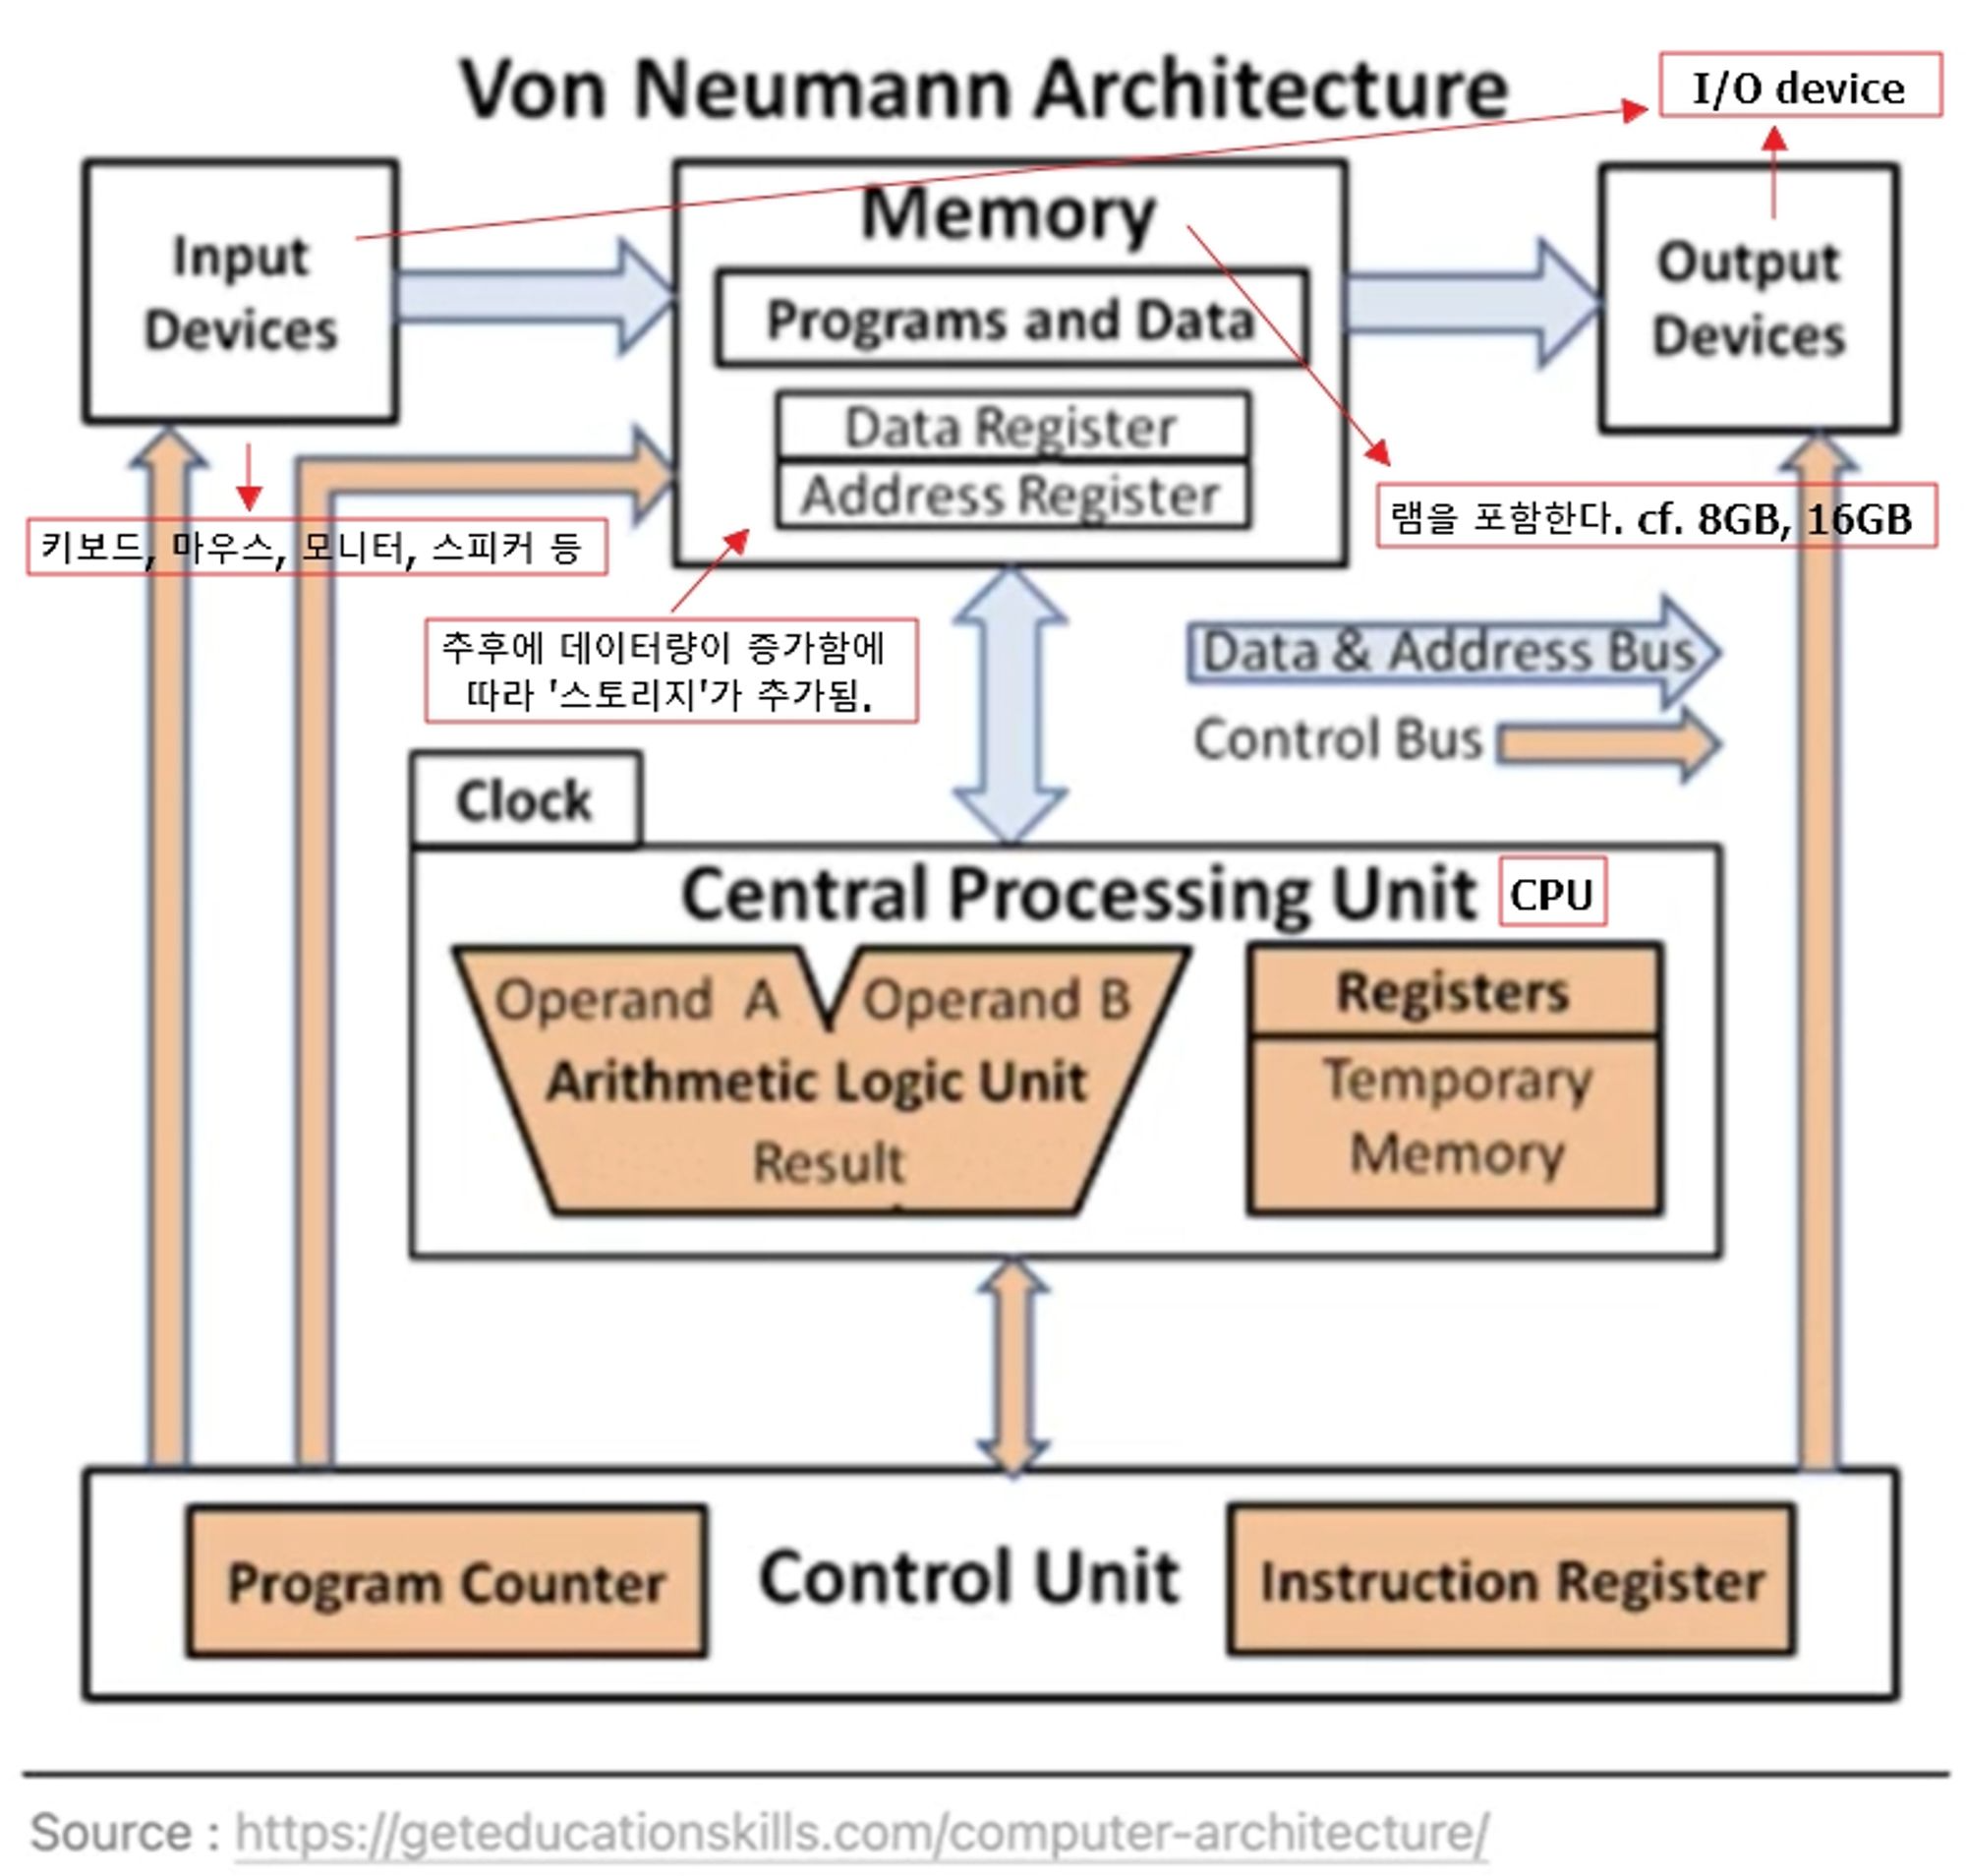 Von Neumann Architecture
I/O device
Input
Devices
Memory
Programs and Data
Data Register
Address Register
Output
Devices
키보드, 마우스, 모니터, 스피커 등
램을 포함한다. cf. 8GB, 16GB
추후에 데이터량이 증가함에
따라 '스토리지'가 추가됨.
Data & Address Bus
Control Bus
Clock
Central Processing Unit CPU
Operand A Operand B
Arithmetic Logic Unit
Result
Registers
Temporary
Memory
Program Counter
Control Unit
Instruction Register
Source : https://geteducationskills.com/computer-architecture/